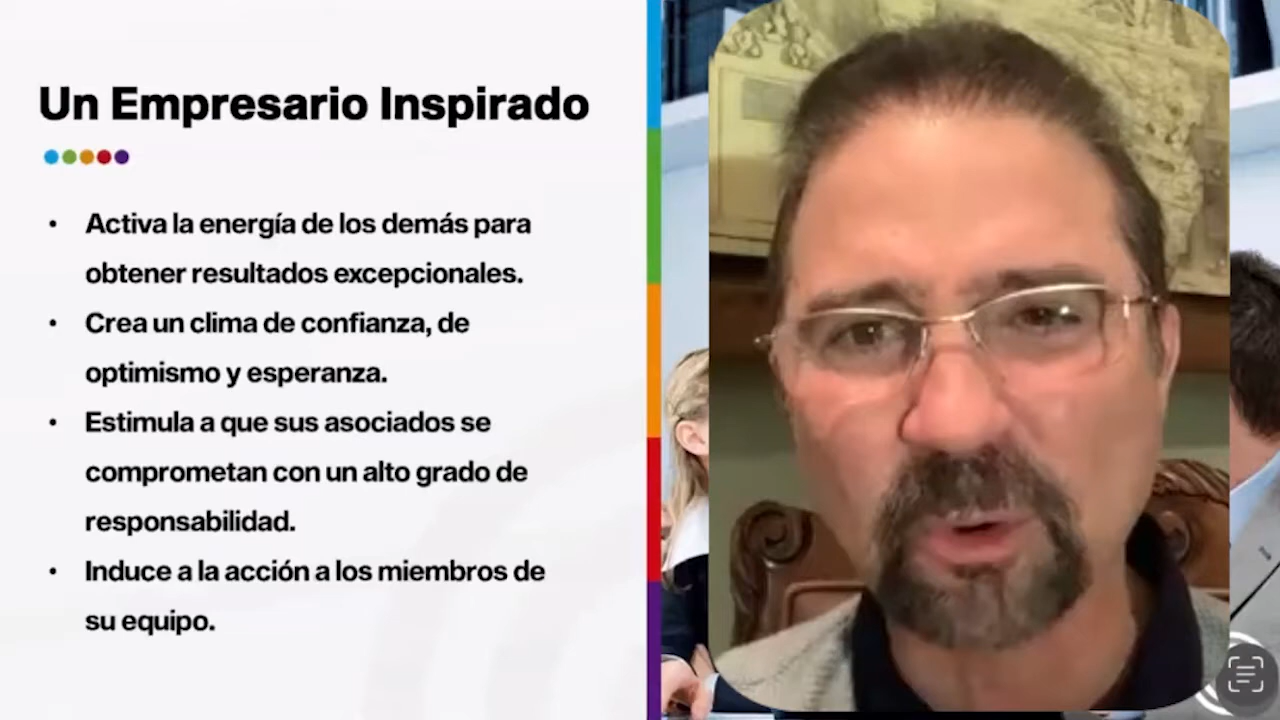 Un Empresario Inspirado
• Activa la energía de los demás para
obtener resultados excepcionales.
• Crea un clima de confianza, de
optimismo y esperanza.
• Estimula a que sus asociados se
comprometan con un alto grado de
responsabilidad.
• Induce a la acción a los miembros de
su equipo.